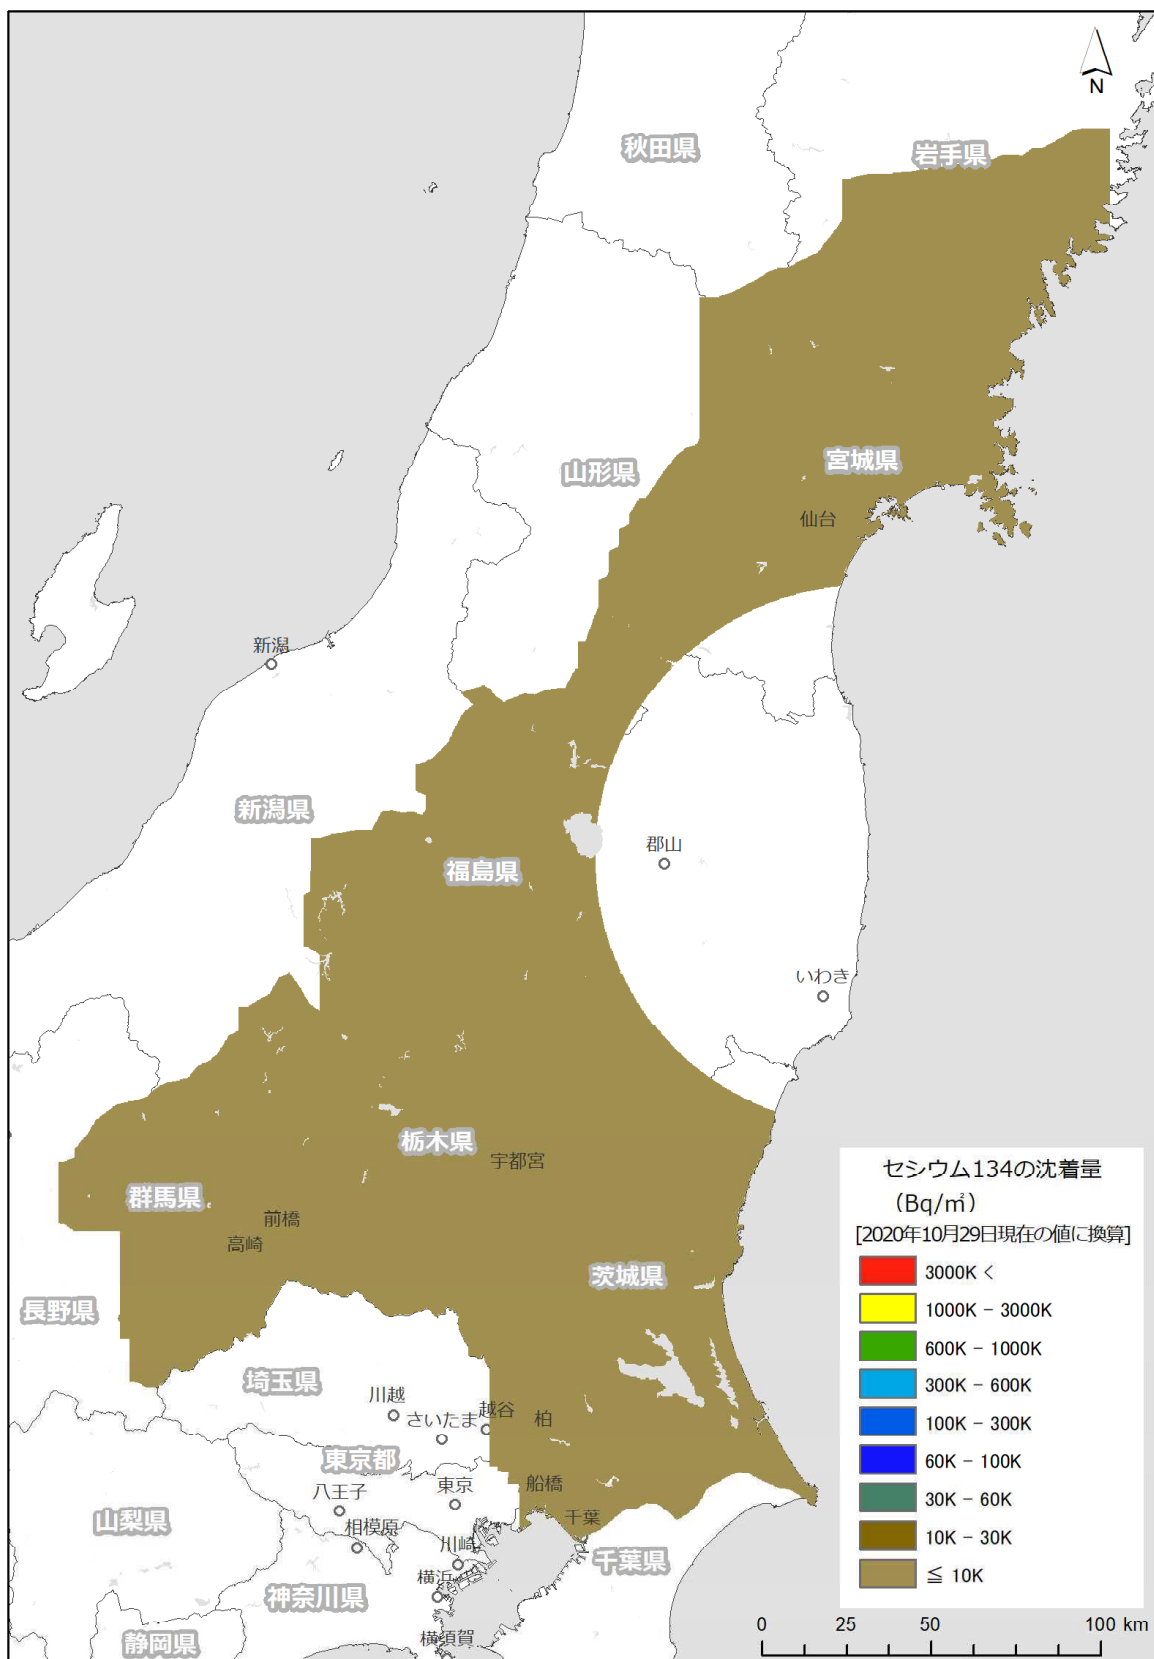 N
秋田県
岩手県
山形県
宮城県
仙台
新潟
新潟県
福島県
郡山
いわき
栃木県
宇都宮
群馬県
前橋
高崎
茨城県
長野県
埼玉県
川越
さいたま
越谷
柏
東京都
八王子
東京
船橋
千葉
山梨県
相模原
川崎
千葉県
横浜
神奈川県
静岡県
横須賀
セシウム134の沈着量
（Bq/㎡）
[2020年10月29日現在の値に換算]
3000K <
1000K - 3000K
600K - 1000K
300K - 600K
100K - 300K
60K - 100K
30K - 60K
10K - 30K
≦ 10K
0 25 50 100 km